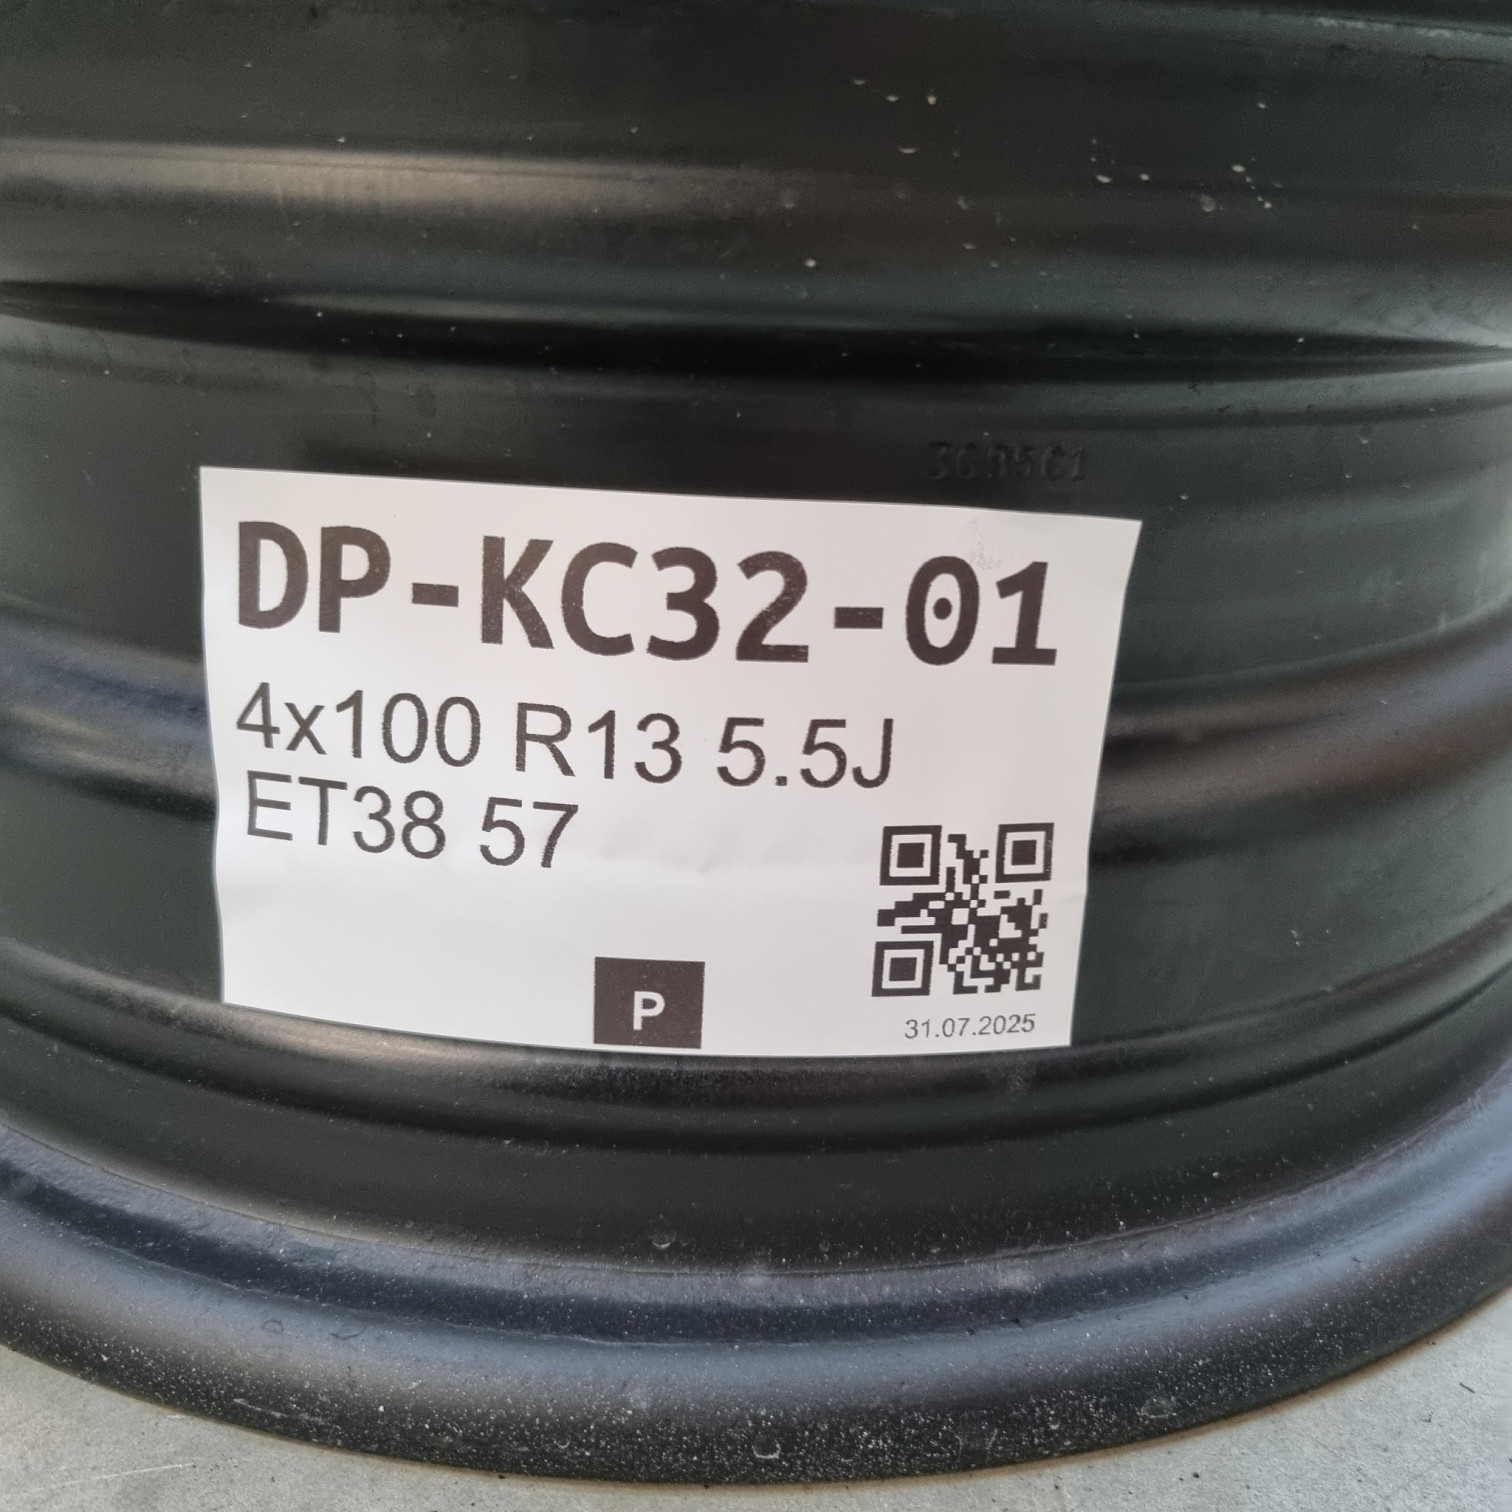 DP-KC32-01
4x100 R13 5.5J
ET38 57
P
31.07.2025